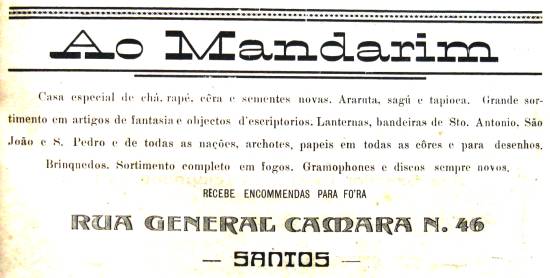 Ao Mandarim
Casa especial de chá, rapé, cêra e sementes novas. Araruta, sagú e tapioca. Grande sor-
timento em artigos de fantasia e objectos d'escriptorios. Lanternas, bandeiras de Sto. Antonio, São
João e S. Pedro e de todas as nações, archotes, papeis em todas as côres e para desenhos.
Brinquedos. Sortimento completo em fogos. Gramophones e discos sempre novos.
RECEBE ENCOMMENDAS PARA FO'RA
RUA GENERAL CAMARA N. 46
— SANTOS —